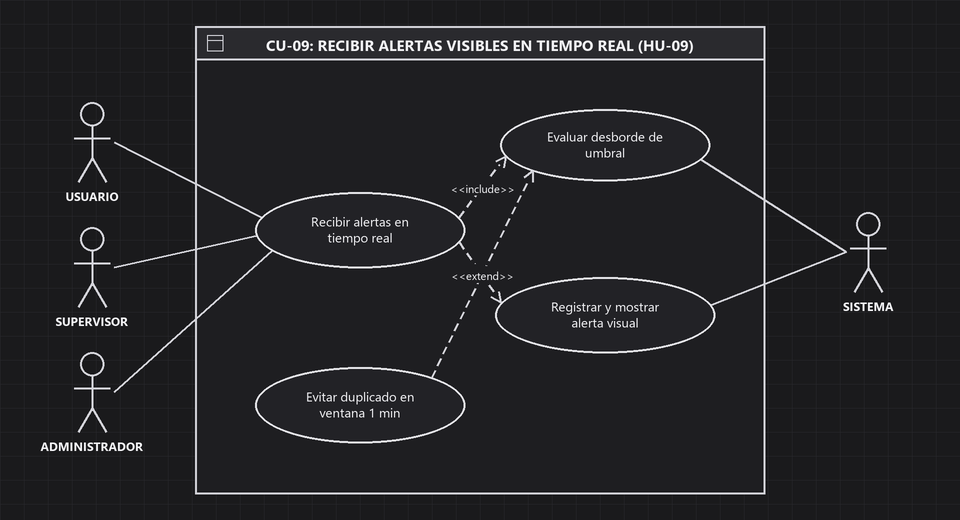 CU-09: RECIBIR ALERTAS VISIBLES EN TIEMPO REAL (HU-09)
Evaluar desborde de
umbral
<<include>>
USUARIO
Recibir alertas en
tiempo real
<<extend>>
SUPERVISOR
Registrar y mostrar
alerta visual
SISTEMA
Evitar duplicado en
ventana 1 min
ADMINISTRADOR